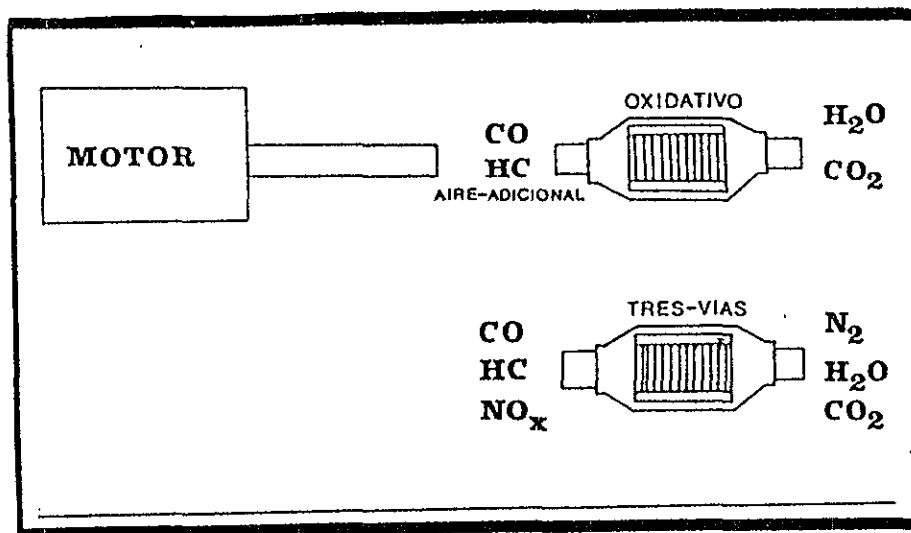 MOTOR
CO
HC
AIRE-ADICIONAL
OXIDATIVO
H₂O
CO₂
CO
HC
NOₓ
TRES-VIAS
N₂
H₂O
CO₂